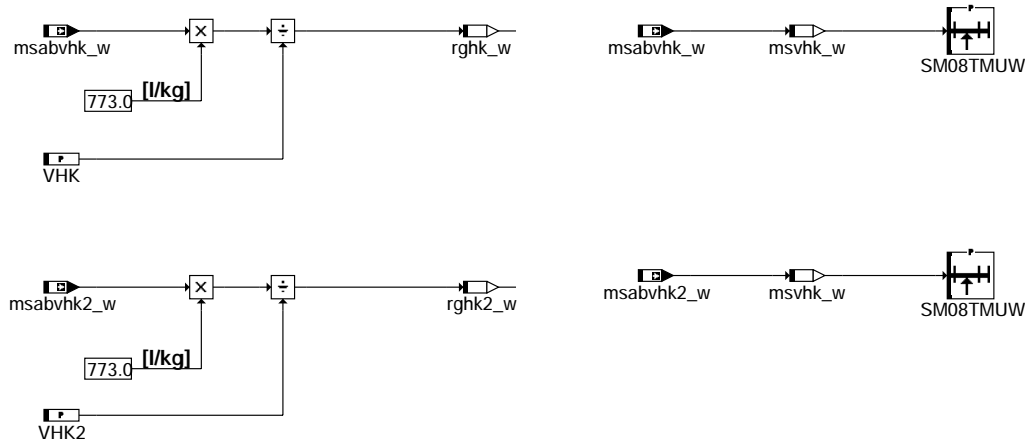 msabvhk_w
rghk_w
773.0
[l/kg]
P
VHK
msabvhk_w
msvhk_w
P
SM08TMUW
msabvhk2_w
rghk2_w
773.0
[l/kg]
P
VHK2
msabvhk2_w
msvhk_w
P
SM08TMUW